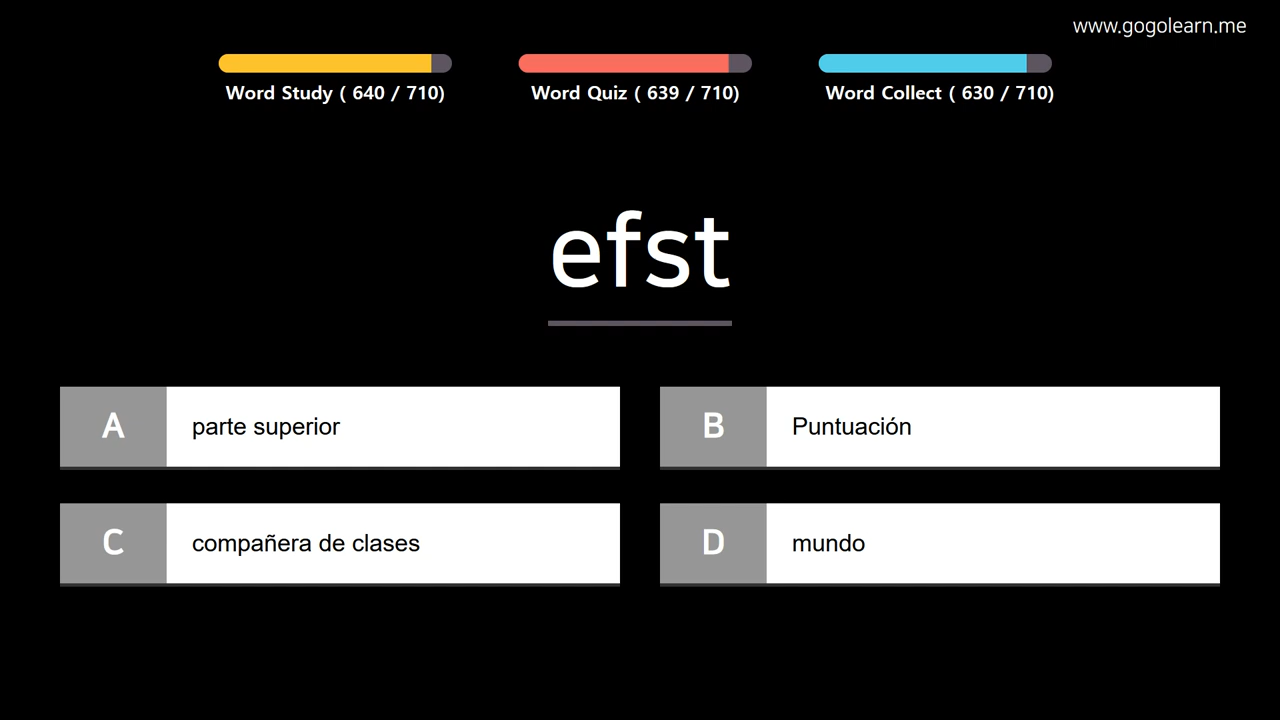 www.gogolearn.me
Word Study ( 640 / 710)
Word Quiz ( 639 / 710)
Word Collect ( 630 / 710)
efst
A parte superior
B Puntuación
C compañera de clases
D mundo